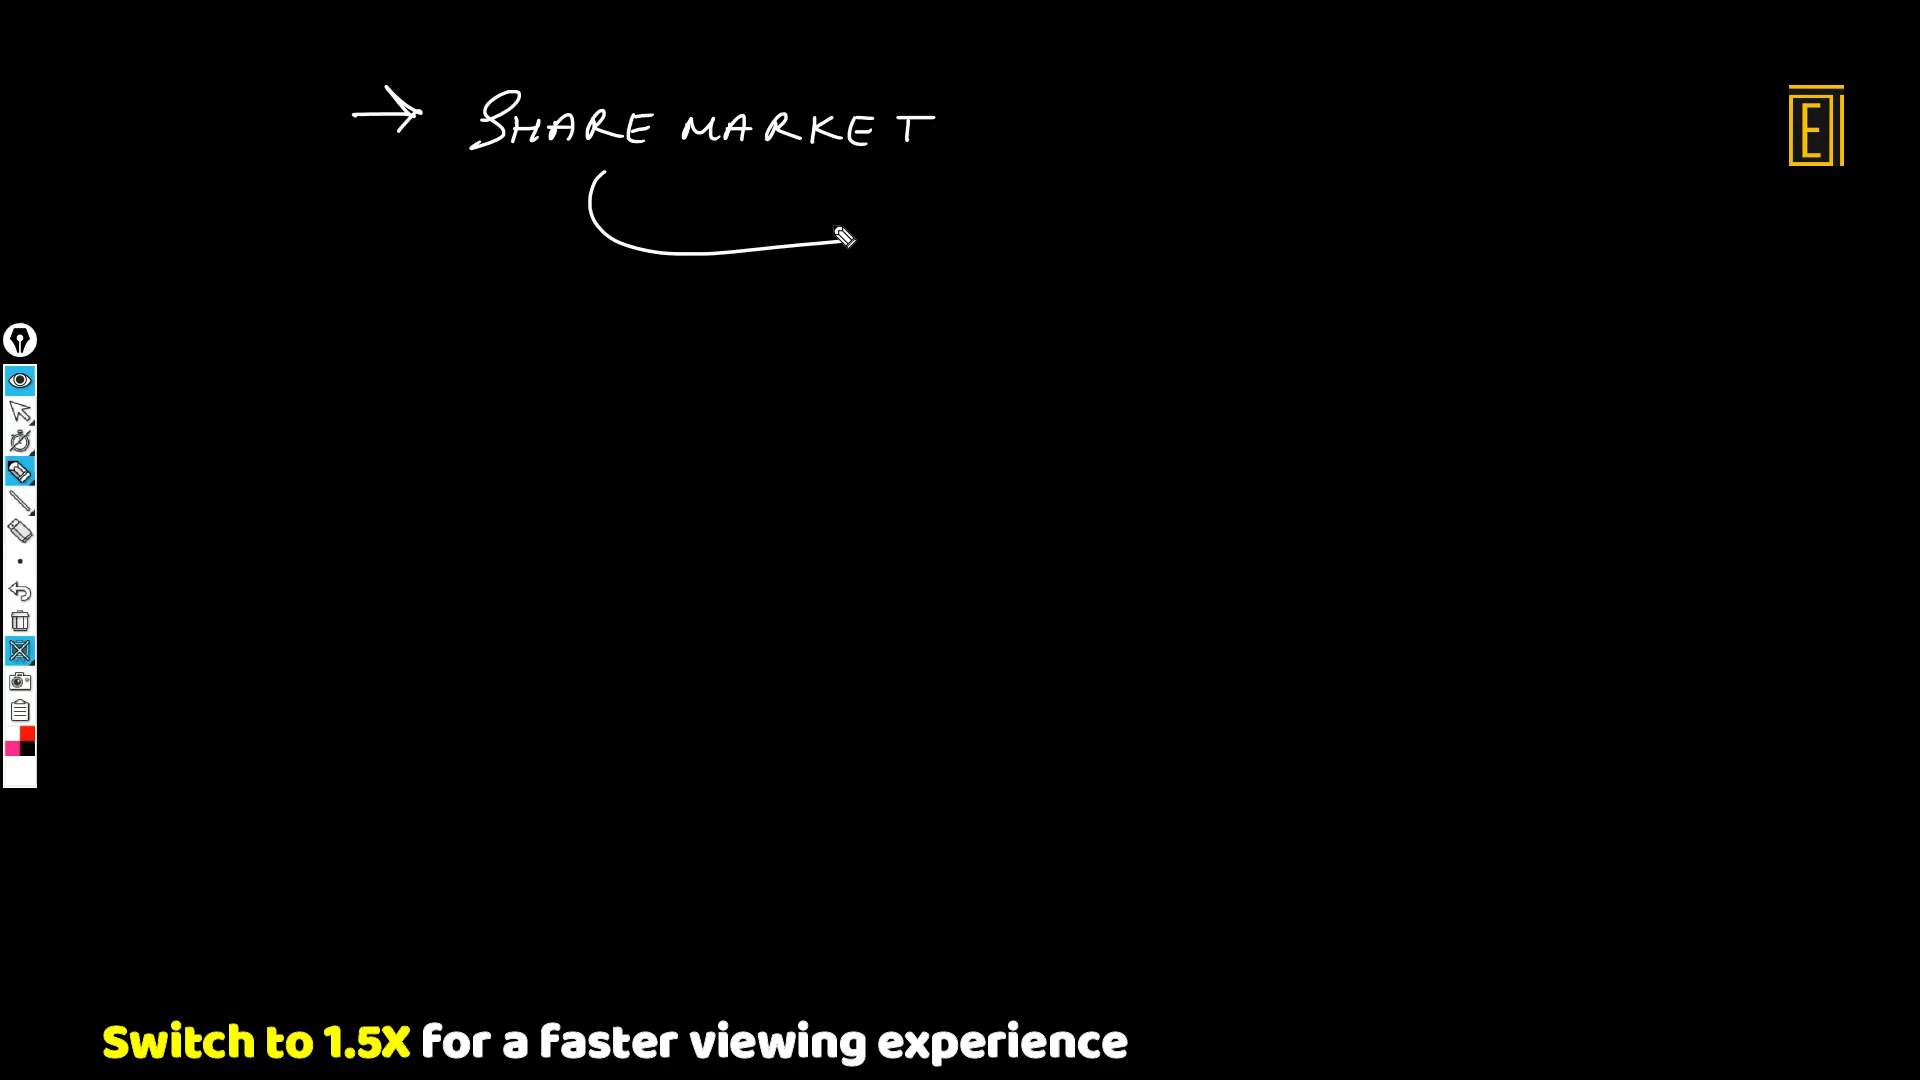 → SHARE MARKET
E
Switch to 1.5X for a faster viewing experience